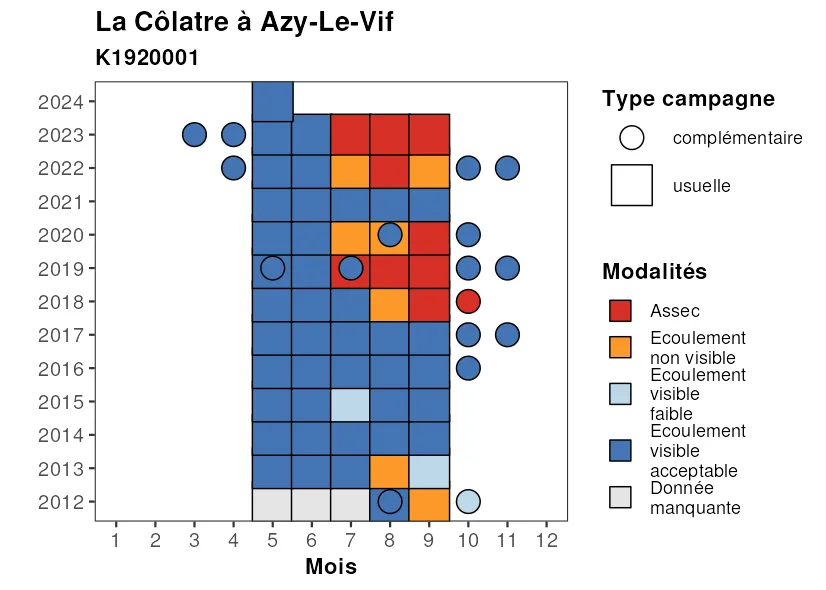 La Côlatre à Azy-Le-Vif
K1920001
2024
2023
2022
2021
2020
2019
2018
2017
2016
2015
2014
2013
2012
1 2 3 4 5 6 7 8 9 10 11 12
Mois
Type campagne
complémentaire
usuelle
Modalités
Assec
Ecoulement
non visible
Ecoulement
visible
faible
Ecoulement
visible
acceptable
Donnée
manquante